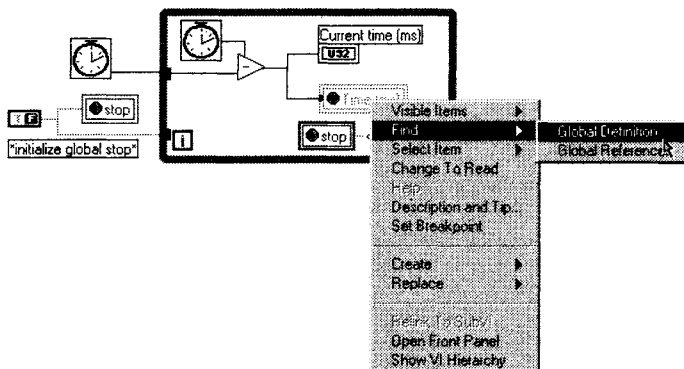 Current time (ms)
U32
stop
F
*initialize global stop*
i
Time
stop
Visible Items
Find
Select Item
Change To Read
Help
Description and Tip...
Set Breakpoint
Create
Replace
Relink To SubVI
Open Front Panel
Show VI Hierarchy
Global Definition
Global References